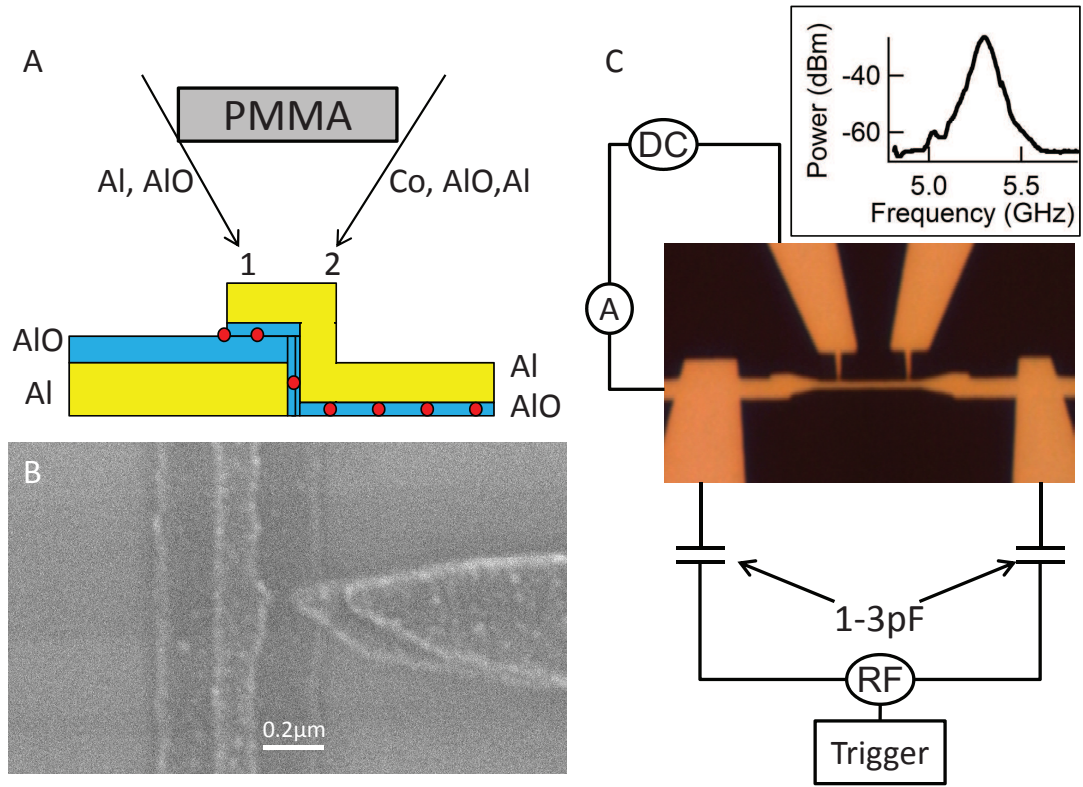 A
PMMA
Al, AlO
Co, AlO,Al
1
2
AlO
Al
Al
AlO
B
0.2µm
C
DC
A
Power (dBm)
-40
-60
5.0
5.5
Frequency (GHz)
1-3pF
RF
Trigger